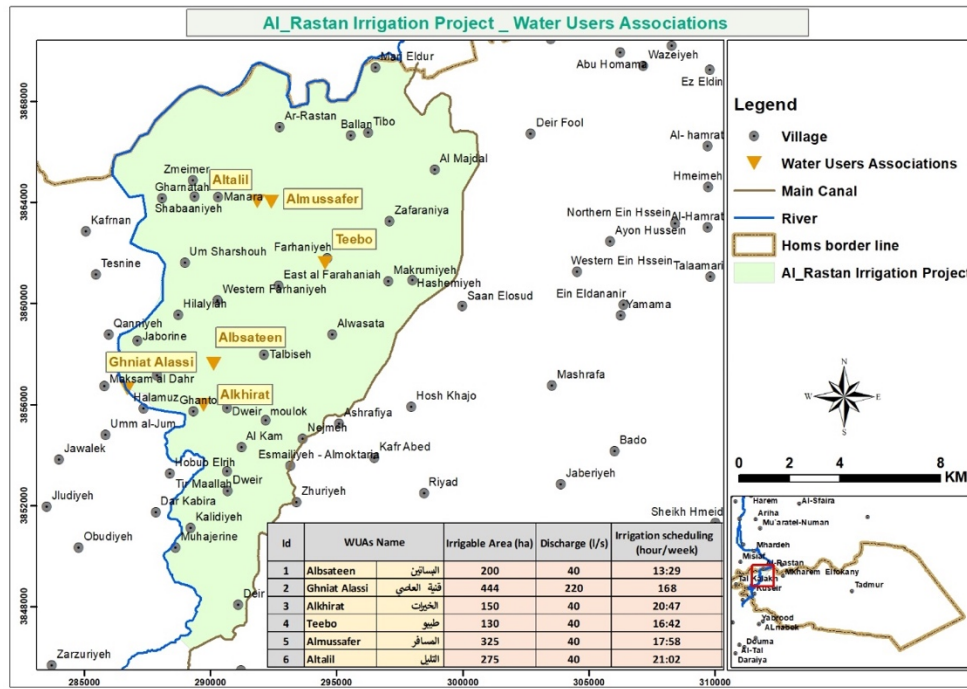 Al_Rastan Irrigation Project _ Water Users Associations
Marj Eldur
Abu Homama
Wazeiyeh
Ez Eldin
Ar-Rastan
Ballan
Tibo
Deir Fool
Al- hamrat
Al Majdal
Hmeimeh
Zmeimer
Altalil
Gharnatah
Manara
Almussafer
Shabaaniyeh
Kafrnan
Zafaraniya
Northern Ein Hssein
Al-Hamrat
Ayon Hussein
Teebo
Um Sharshouh
Farhaniyeh
Tesnine
East al Farahaniah
Makrumiyeh
Hashemiyeh
Western Ein Hssein
Talaamari
Western Farhaniyeh
Hilaliyah
Saan Elosud
Ein Eldananir
Yamama
Qanniyeh
Jaborine
Albsateen
Alwasata
Talbiseh
Ghniat Alassi
Maksam al Dahr
Mashrafa
Alkhirat
Halamuz
Ghanto
Dweir
moulok
Hosh Khajo
Ashrafiya
Umm al-Jum
Nejmeh
Al Kam
Bado
Jawalek
Esmailiyeh - Almoktaria
Kafr Abed
Hobub Elrih
Tir Maallah
Dweir
Riyad
Jaberiyeh
Jludiyeh
Dar Kabira
Zhuriyeh
Kalidiyeh
Sheikh Hmeid
Obudiyeh
Muhajerine
Deir
Zarzuriyeh
3868000
3864000
3860000
3856000
3852000
3848000
285000
290000
295000
300000
305000
310000
Legend
Village
Water Users Associations
Main Canal
River
Homs border line
Al_Rastan Irrigation Project
N
W E
S
0 1 2 4 6 8
KM
Id WUAs Name Irrigable Area (ha) Discharge (l/s) Irrigation scheduling (hour/week)
1 Albsateen البساتين 200 40 13:29
2 Ghniat Alassi العاصي 444 220 168
3 Alkhirat الخيرات 150 40 20:47
4 Teebo طيبو 130 40 16:42
5 Almussafer المسافر 325 40 17:58
6 Altalil التليل 275 40 21:02
Harem
Al-Sfaira
Ariha
Mu'aratel-Numan
Mhardeh
Misiaf
Al-Rastan
Mkharem Elfokany
Tal Kalakh
Kuseir
Tadmur
Yabrood
ALnabek
Douma
Al-Tal
Daraiya